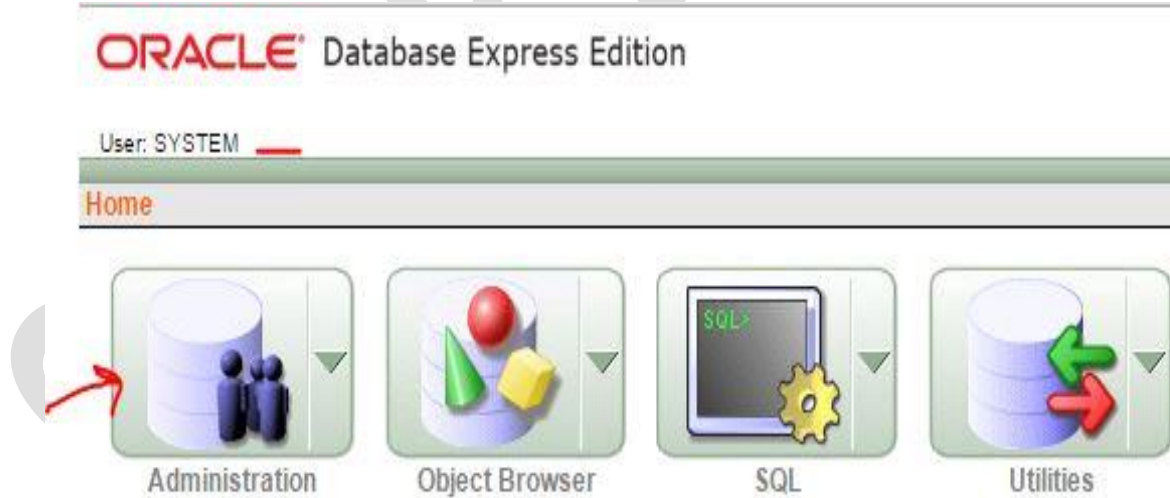 ORACLE® Database Express Edition
User: SYSTEM
Home
SQL>
Administration Object Browser SQL Utilities